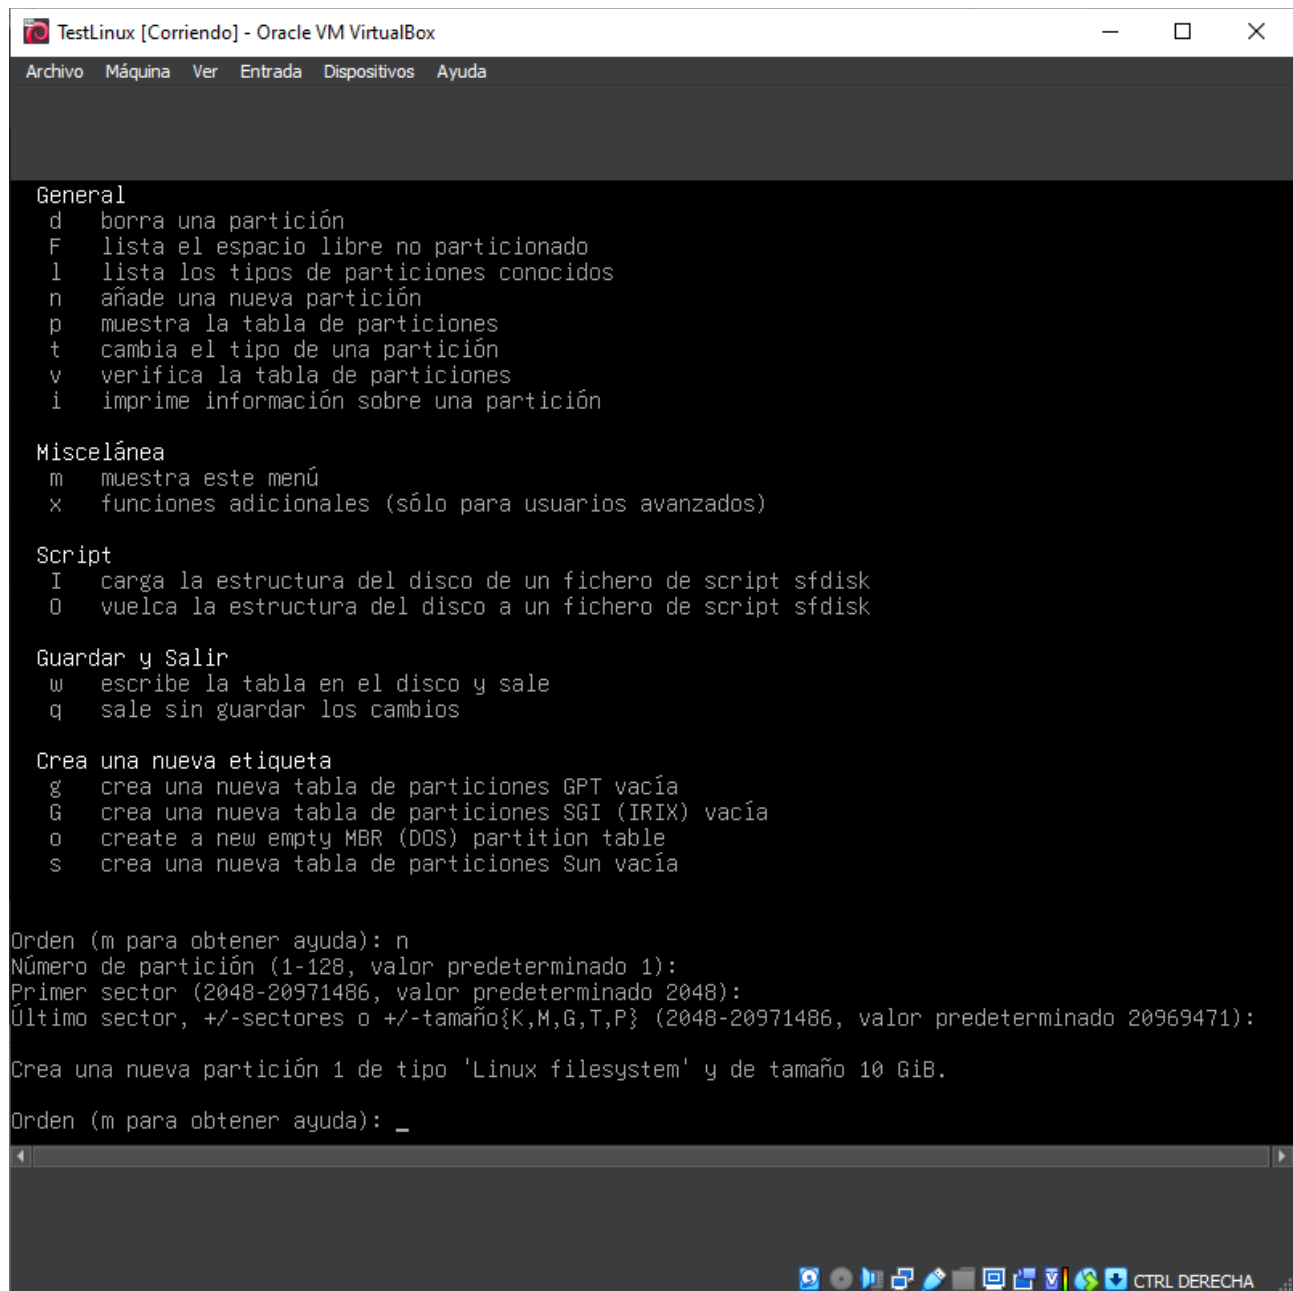 TestLinux [Corriendo] - Oracle VM VirtualBox
Archivo Máquina Ver Entrada Dispositivos Ayuda
General
d borra una partición
F lista el espacio libre no particionado
l lista los tipos de particiones conocidos
n añade una nueva partición
p muestra la tabla de particiones
t cambia el tipo de una partición
v verifica la tabla de particiones
i imprime información sobre una partición
Miscelánea
m muestra este menú
x funciones adicionales (sólo para usuarios avanzados)
Script
I carga la estructura del disco de un fichero de script sfdisk
O vuelca la estructura del disco a un fichero de script sfdisk
Guardar y Salir
w escribe la tabla en el disco y sale
q sale sin guardar los cambios
Crea una nueva etiqueta
g crea una nueva tabla de particiones GPT vacía
G crea una nueva tabla de particiones SGI (IRIX) vacía
o create a new empty MBR (DOS) partition table
s crea una nueva tabla de particiones Sun vacía
Orden (m para obtener ayuda): n
Número de partición (1-128, valor predeterminado 1):
Primer sector (2048-20971486, valor predeterminado 2048):
Último sector, +/-sectores o +/-tamaño{K,M,G,T,P} (2048-20971486, valor predeterminado 20969471):
Crea una nueva partición 1 de tipo 'Linux filesystem' y de tamaño 10 GiB.
Orden (m para obtener ayuda): _
CTRL DERECHA